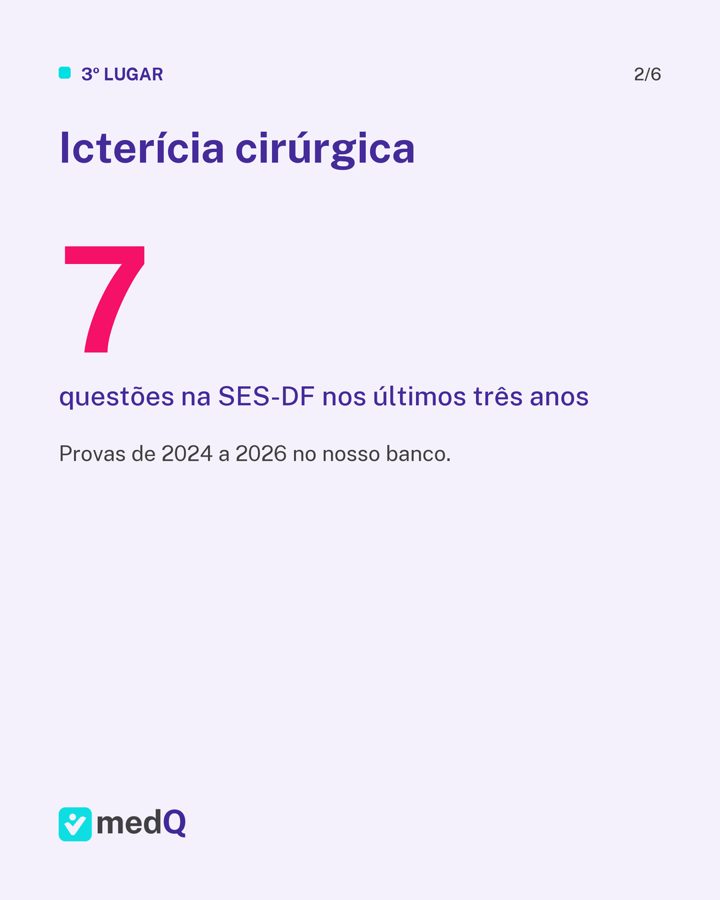 3º LUGAR
2/6
Icterícia cirúrgica
7
questões na SES-DF nos últimos três anos
Provas de 2024 a 2026 no nosso banco.
medQ